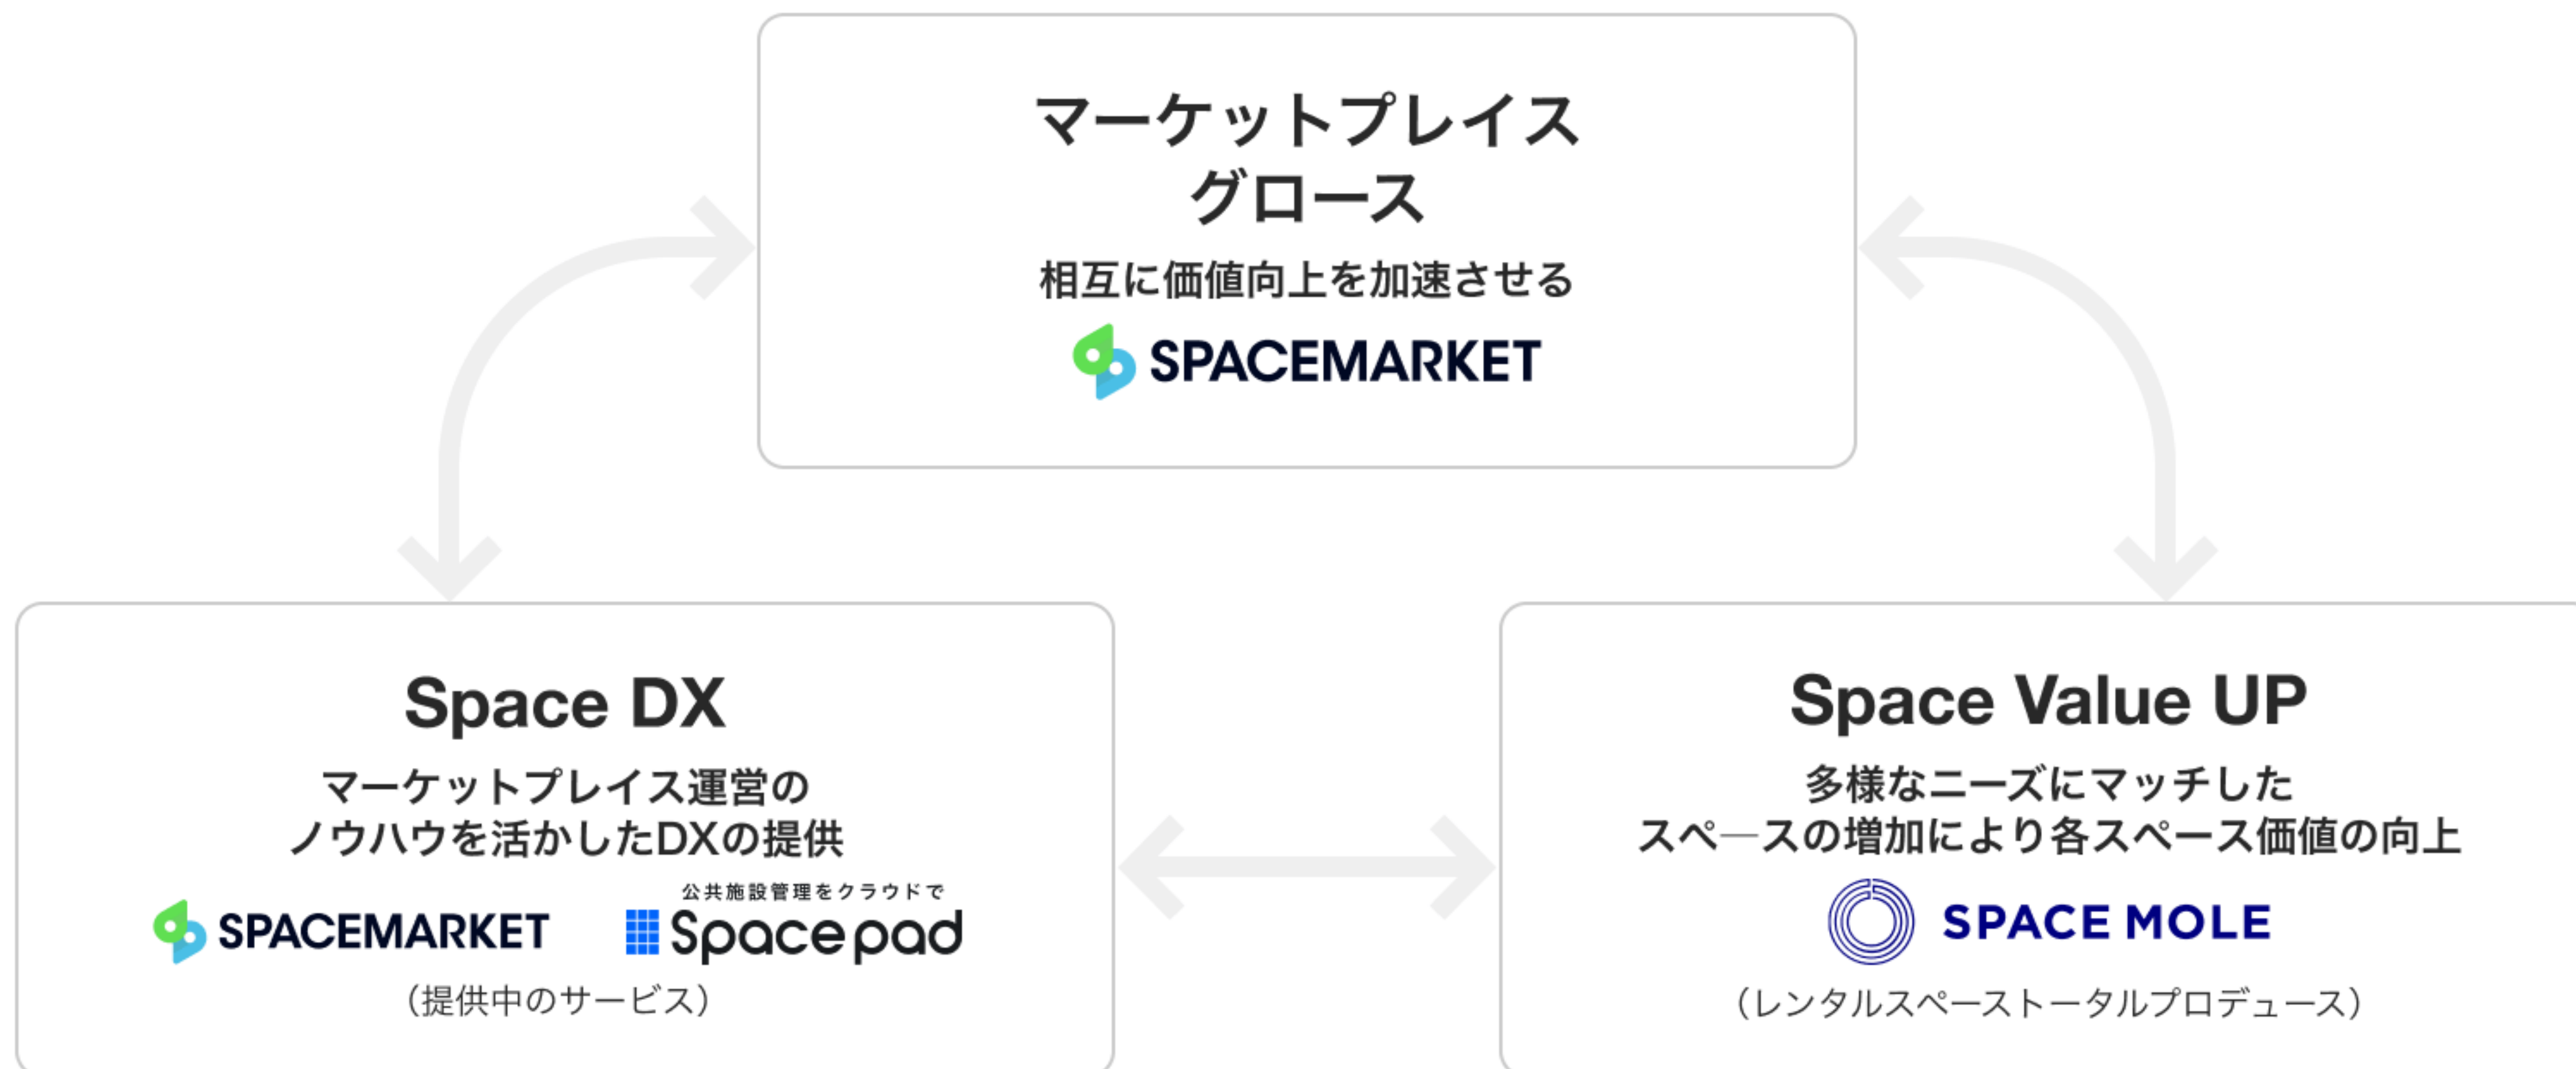 マーケットプレイス
グロース
相互に価値向上を加速させる
SPACEMARKET
Space DX
マーケットプレイス運営の
ノウハウを活かしたDXの提供
SPACEMARKET
公共施設管理をクラウドで
Spacepad
（提供中のサービス）
Space Value UP
多様なニーズにマッチした
スペースの増加により各スペース価値の向上
SPACE MOLE
（レンタルスペーストータルプロデュース）